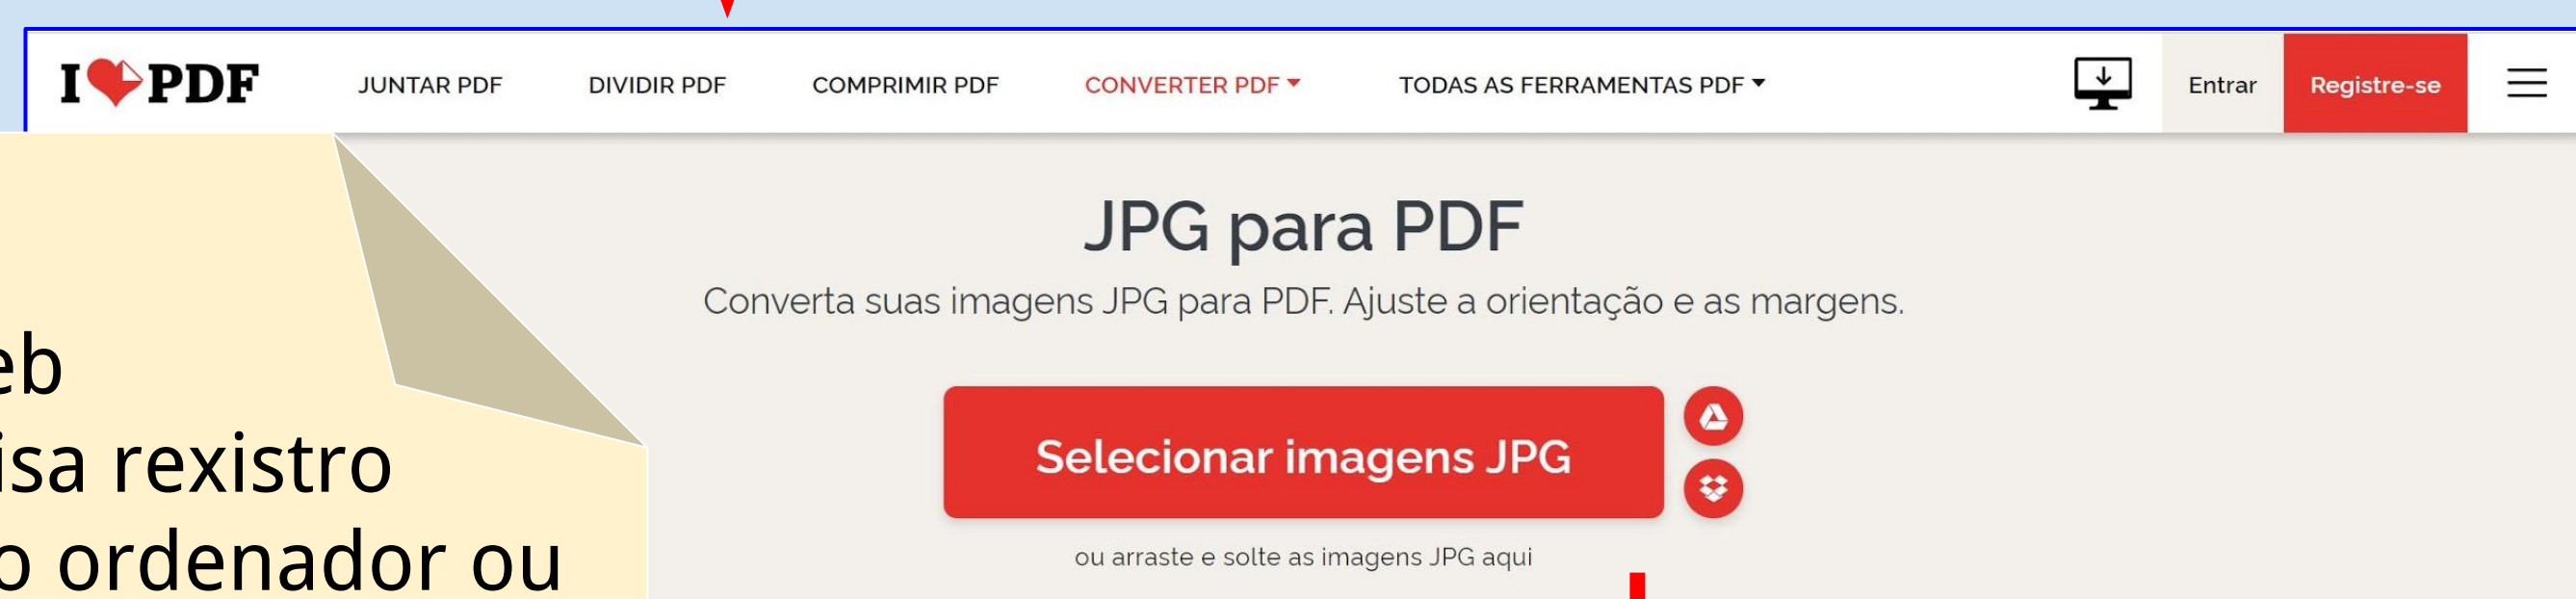 I PDF JUNTAR PDF DIVIDIR PDF COMPRIMIR PDF CONVERTER PDF TODAS AS FERRAMENTAS PDF Entrar Registre-se
JPG para PDF
Converta suas imagens JPG para PDF. Ajuste a orientação e as margens.
Selecionar imagens JPG
ou arraste e solte as imagens JPG aqui
rexistro
o ordenador ou